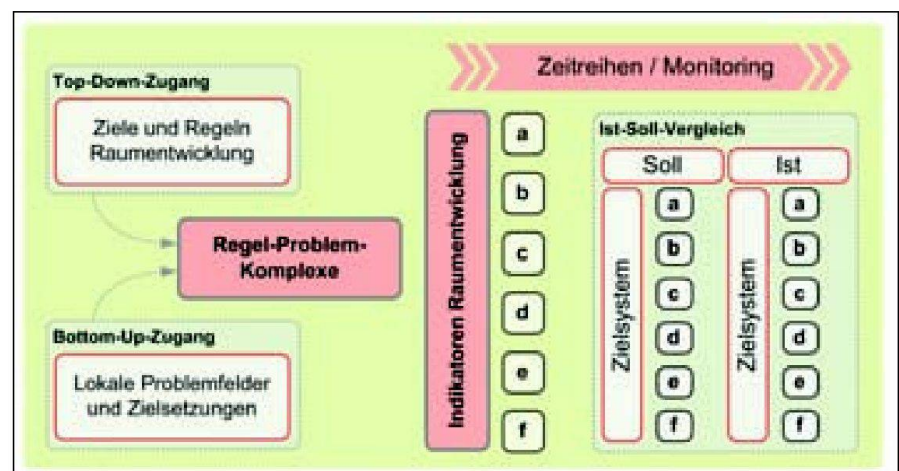 Top-Down-Zugang
Ziele und Regeln
Raumentwicklung
Regel-Problem-
Komplexe
Bottom-Up-Zugang
Lokale Problemfelder
und Zielsetzungen
Zeitreihen / Monitoring
Indikatoren Raumentwicklung
a
b
c
d
e
f
Ist-Soll-Vergleich
Soll
Zielsystem
a
b
c
d
e
f
Ist
Zielsystem
a
b
c
d
e
f